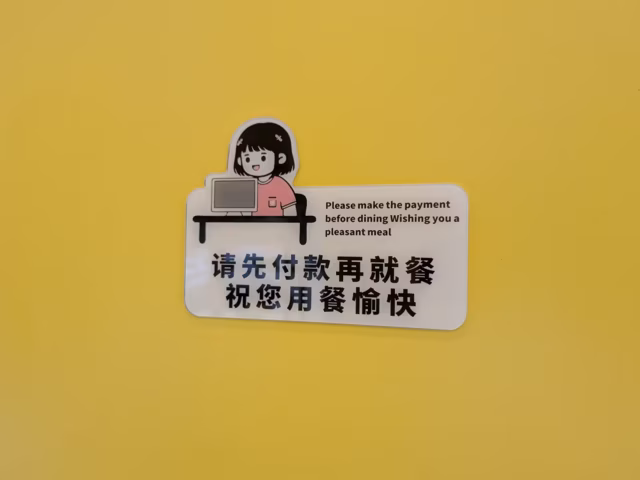 Please make the payment
before dining Wishing you a
pleasant meal
请先付款再就餐
祝您用餐愉快